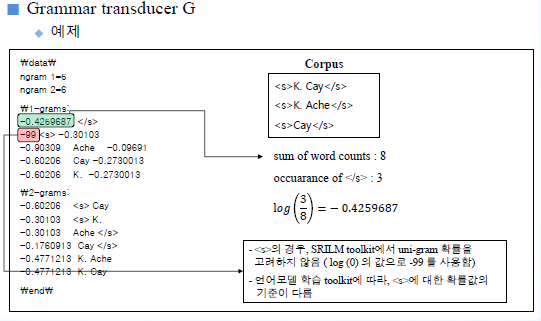 Grammar transducer G
예제
₩data₩
ngram 1=5
ngram 2=6
₩1-grams:
-0.4259687 </s>
-99 <s> -0.30103
-0.90309 Ache -0.09691
-0.60206 Cay -0.2730013
-0.60206 K. -0.2730013
₩2-grams:
-0.60206 <s> Cay
-0.30103 <s> K.
-0.30103 Ache </s>
-0.1760913 Cay </s>
-0.4771213 K. Ache
-0.4771213 K. Cay
₩end₩
Corpus
<s>K. Cay</s>
<s>K. Ache</s>
<s>Cay</s>
sum of word counts : 8
occuarance of </s> : 3
log(3/8) = − 0.4259687
- <s>의 경우, SRILM toolkit에서 uni-gram 확률을
고려하지 않음 ( log (0) 의 값으로 -99 를 사용함)
- 언어모델 학습 toolkit에 따라, <s>에 대한 확률값의
기준이 다름